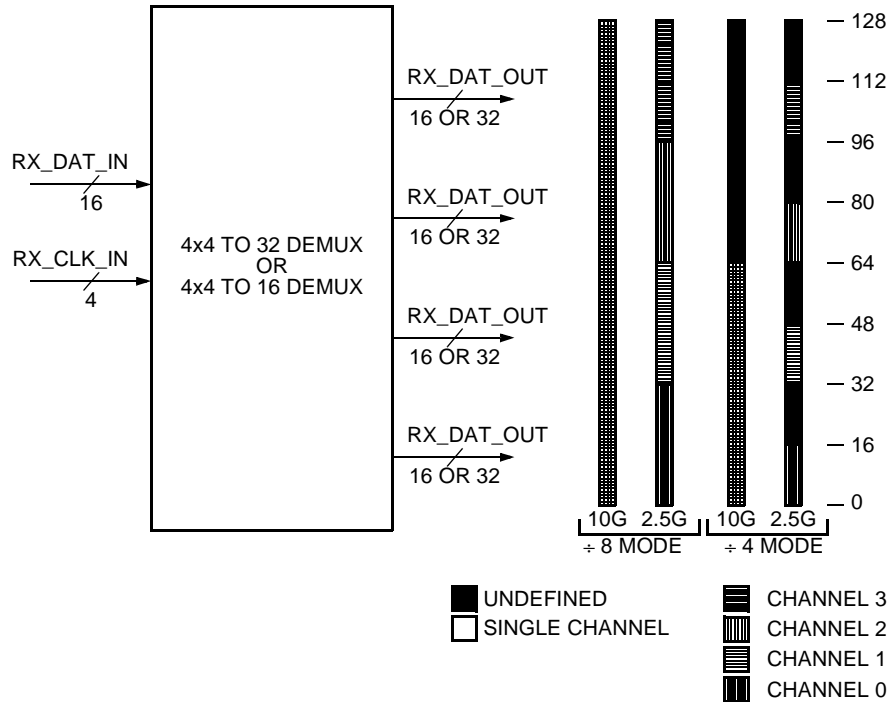 RX_DAT_IN
16
RX_CLK_IN
4
4x4 TO 32 DEMUX
OR
4x4 TO 16 DEMUX
RX_DAT_OUT
16 OR 32
RX_DAT_OUT
16 OR 32
RX_DAT_OUT
16 OR 32
RX_DAT_OUT
16 OR 32
128
112
96
80
64
48
32
16
0
10G 2.5G 10G 2.5G
÷ 8 MODE ÷ 4 MODE
UNDEFINED
SINGLE CHANNEL
CHANNEL 3
CHANNEL 2
CHANNEL 1
CHANNEL 0